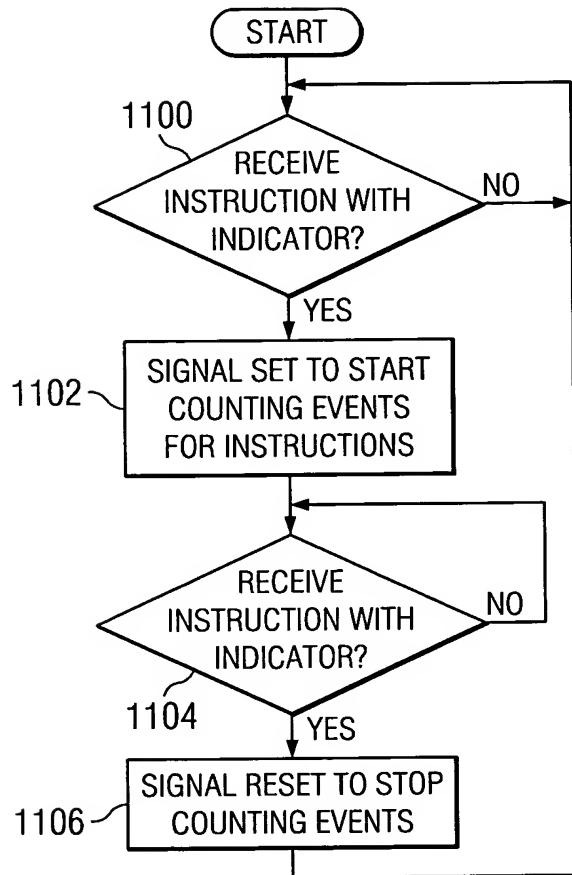 START
1100
RECEIVE
INSTRUCTION WITH
INDICATOR?
NO
YES
1102
SIGNAL SET TO START
COUNTING EVENTS
FOR INSTRUCTIONS
RECEIVE
INSTRUCTION WITH
INDICATOR?
NO
1104
YES
1106
SIGNAL RESET TO STOP
COUNTING EVENTS